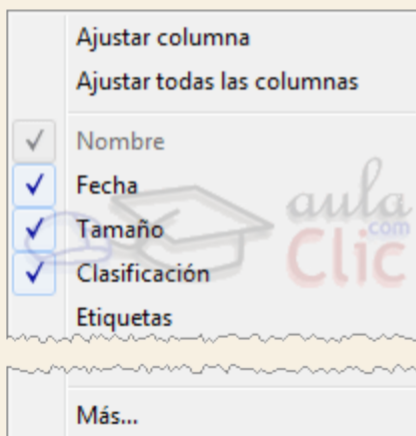 Ajustar columna
Ajustar todas las columnas
Nombre
Fecha
Tamaño
Clasificación
Etiquetas
Más...
aula
.com
Clic